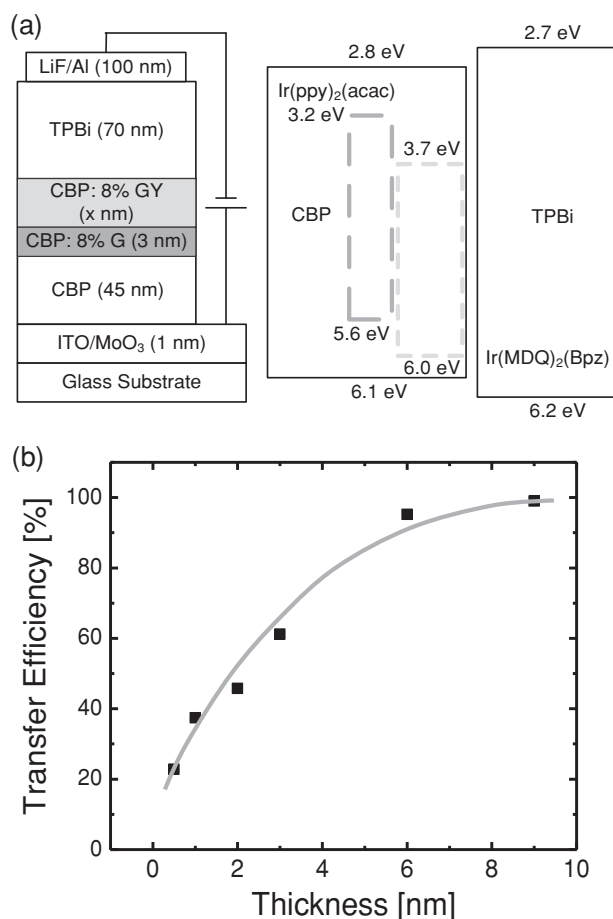 (a)
LiF/Al (100 nm)
TPBi (70 nm)
CBP: 8% GY
(x nm)
CBP: 8% G (3 nm)
CBP (45 nm)
ITO/MoO₃ (1 nm)
Glass Substrate
2.8 eV
2.7 eV
Ir(ppy)₂(acac)
3.2 eV
3.7 eV
CBP
TPBi
5.6 eV
6.0 eV
Ir(MDQ)₂(Bpz)
6.1 eV
6.2 eV
(b)
Transfer Efficiency [%]
100
80
60
40
20
0
0 2 4 6 8 10
Thickness [nm]